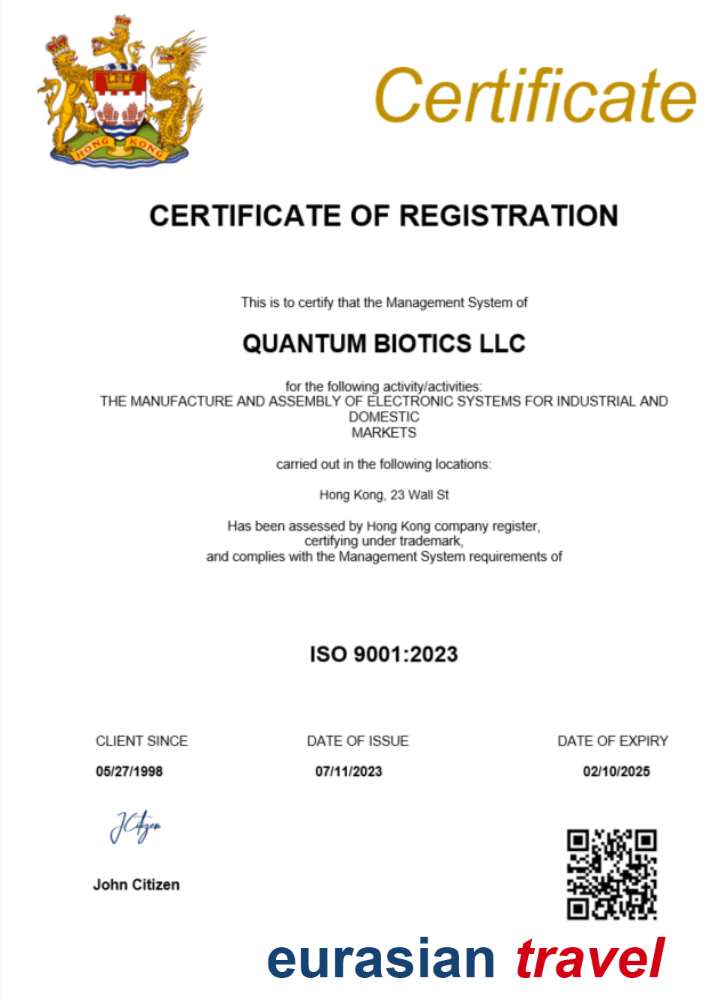 HONG KONG
Certificate
CERTIFICATE OF REGISTRATION
This is to certify that the Management System of
QUANTUM BIOTICS LLC
for the following activity/activities:
THE MANUFACTURE AND ASSEMBLY OF ELECTRONIC SYSTEMS FOR INDUSTRIAL AND
DOMESTIC
MARKETS
carried out in the following locations:
Hong Kong, 23 Wall St
Has been assessed by Hong Kong company register,
certifying under trademark,
and complies with the Management System requirements of
ISO 9001:2023
CLIENT SINCE DATE OF ISSUE DATE OF EXPIRY
05/27/1998 07/11/2023 02/10/2025
JCitizen
John Citizen
eurasian travel